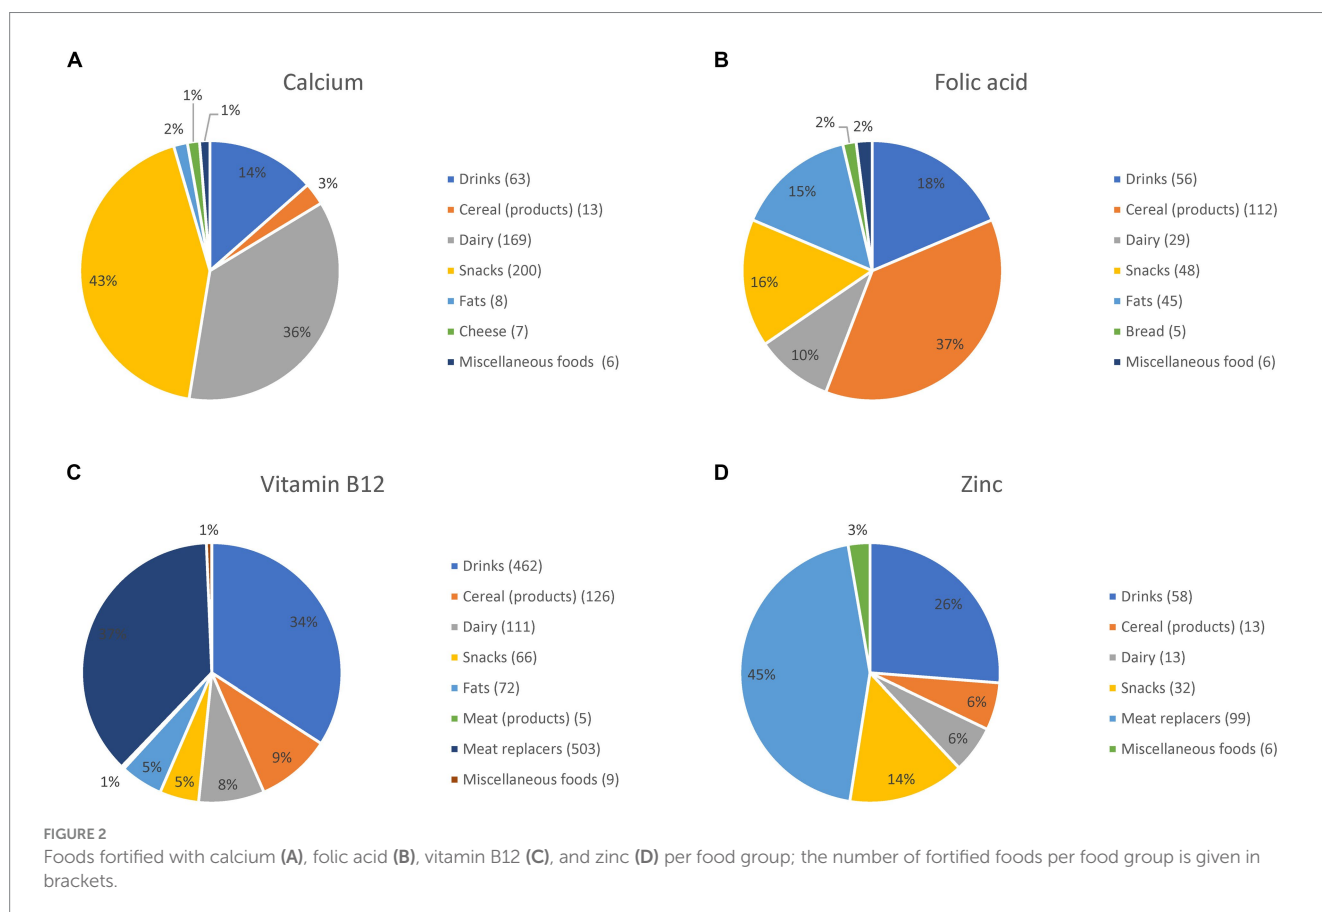 A
Calcium
1%
1%
2%
14%
3%
43%
36%
Drinks (63)
Cereal (products) (13)
Dairy (169)
Snacks (200)
Fats (8)
Cheese (7)
Miscellaneous foods (6)
B
Folic acid
2%
2%
15%
18%
16%
10%
37%
Drinks (56)
Cereal (products) (112)
Dairy (29)
Snacks (48)
Fats (45)
Bread (5)
Miscellaneous food (6)
C
Vitamin B12
1%
34%
9%
8%
5%
5%
1%
Drinks (462)
Cereal (products) (126)
Dairy (111)
Snacks (66)
Fats (72)
Meat (products) (5)
Meat replacers (503)
Miscellaneous foods (9)
D
Zinc
3%
26%
45%
6%
6%
14%
Drinks (58)
Cereal (products) (13)
Dairy (13)
Snacks (32)
Meat replacers (99)
Miscellaneous foods (6)
FIGURE 2
Foods fortified with calcium (A), folic acid (B), vitamin B12 (C), and zinc (D) per food group; the number of fortified foods per food group is given in
brackets.